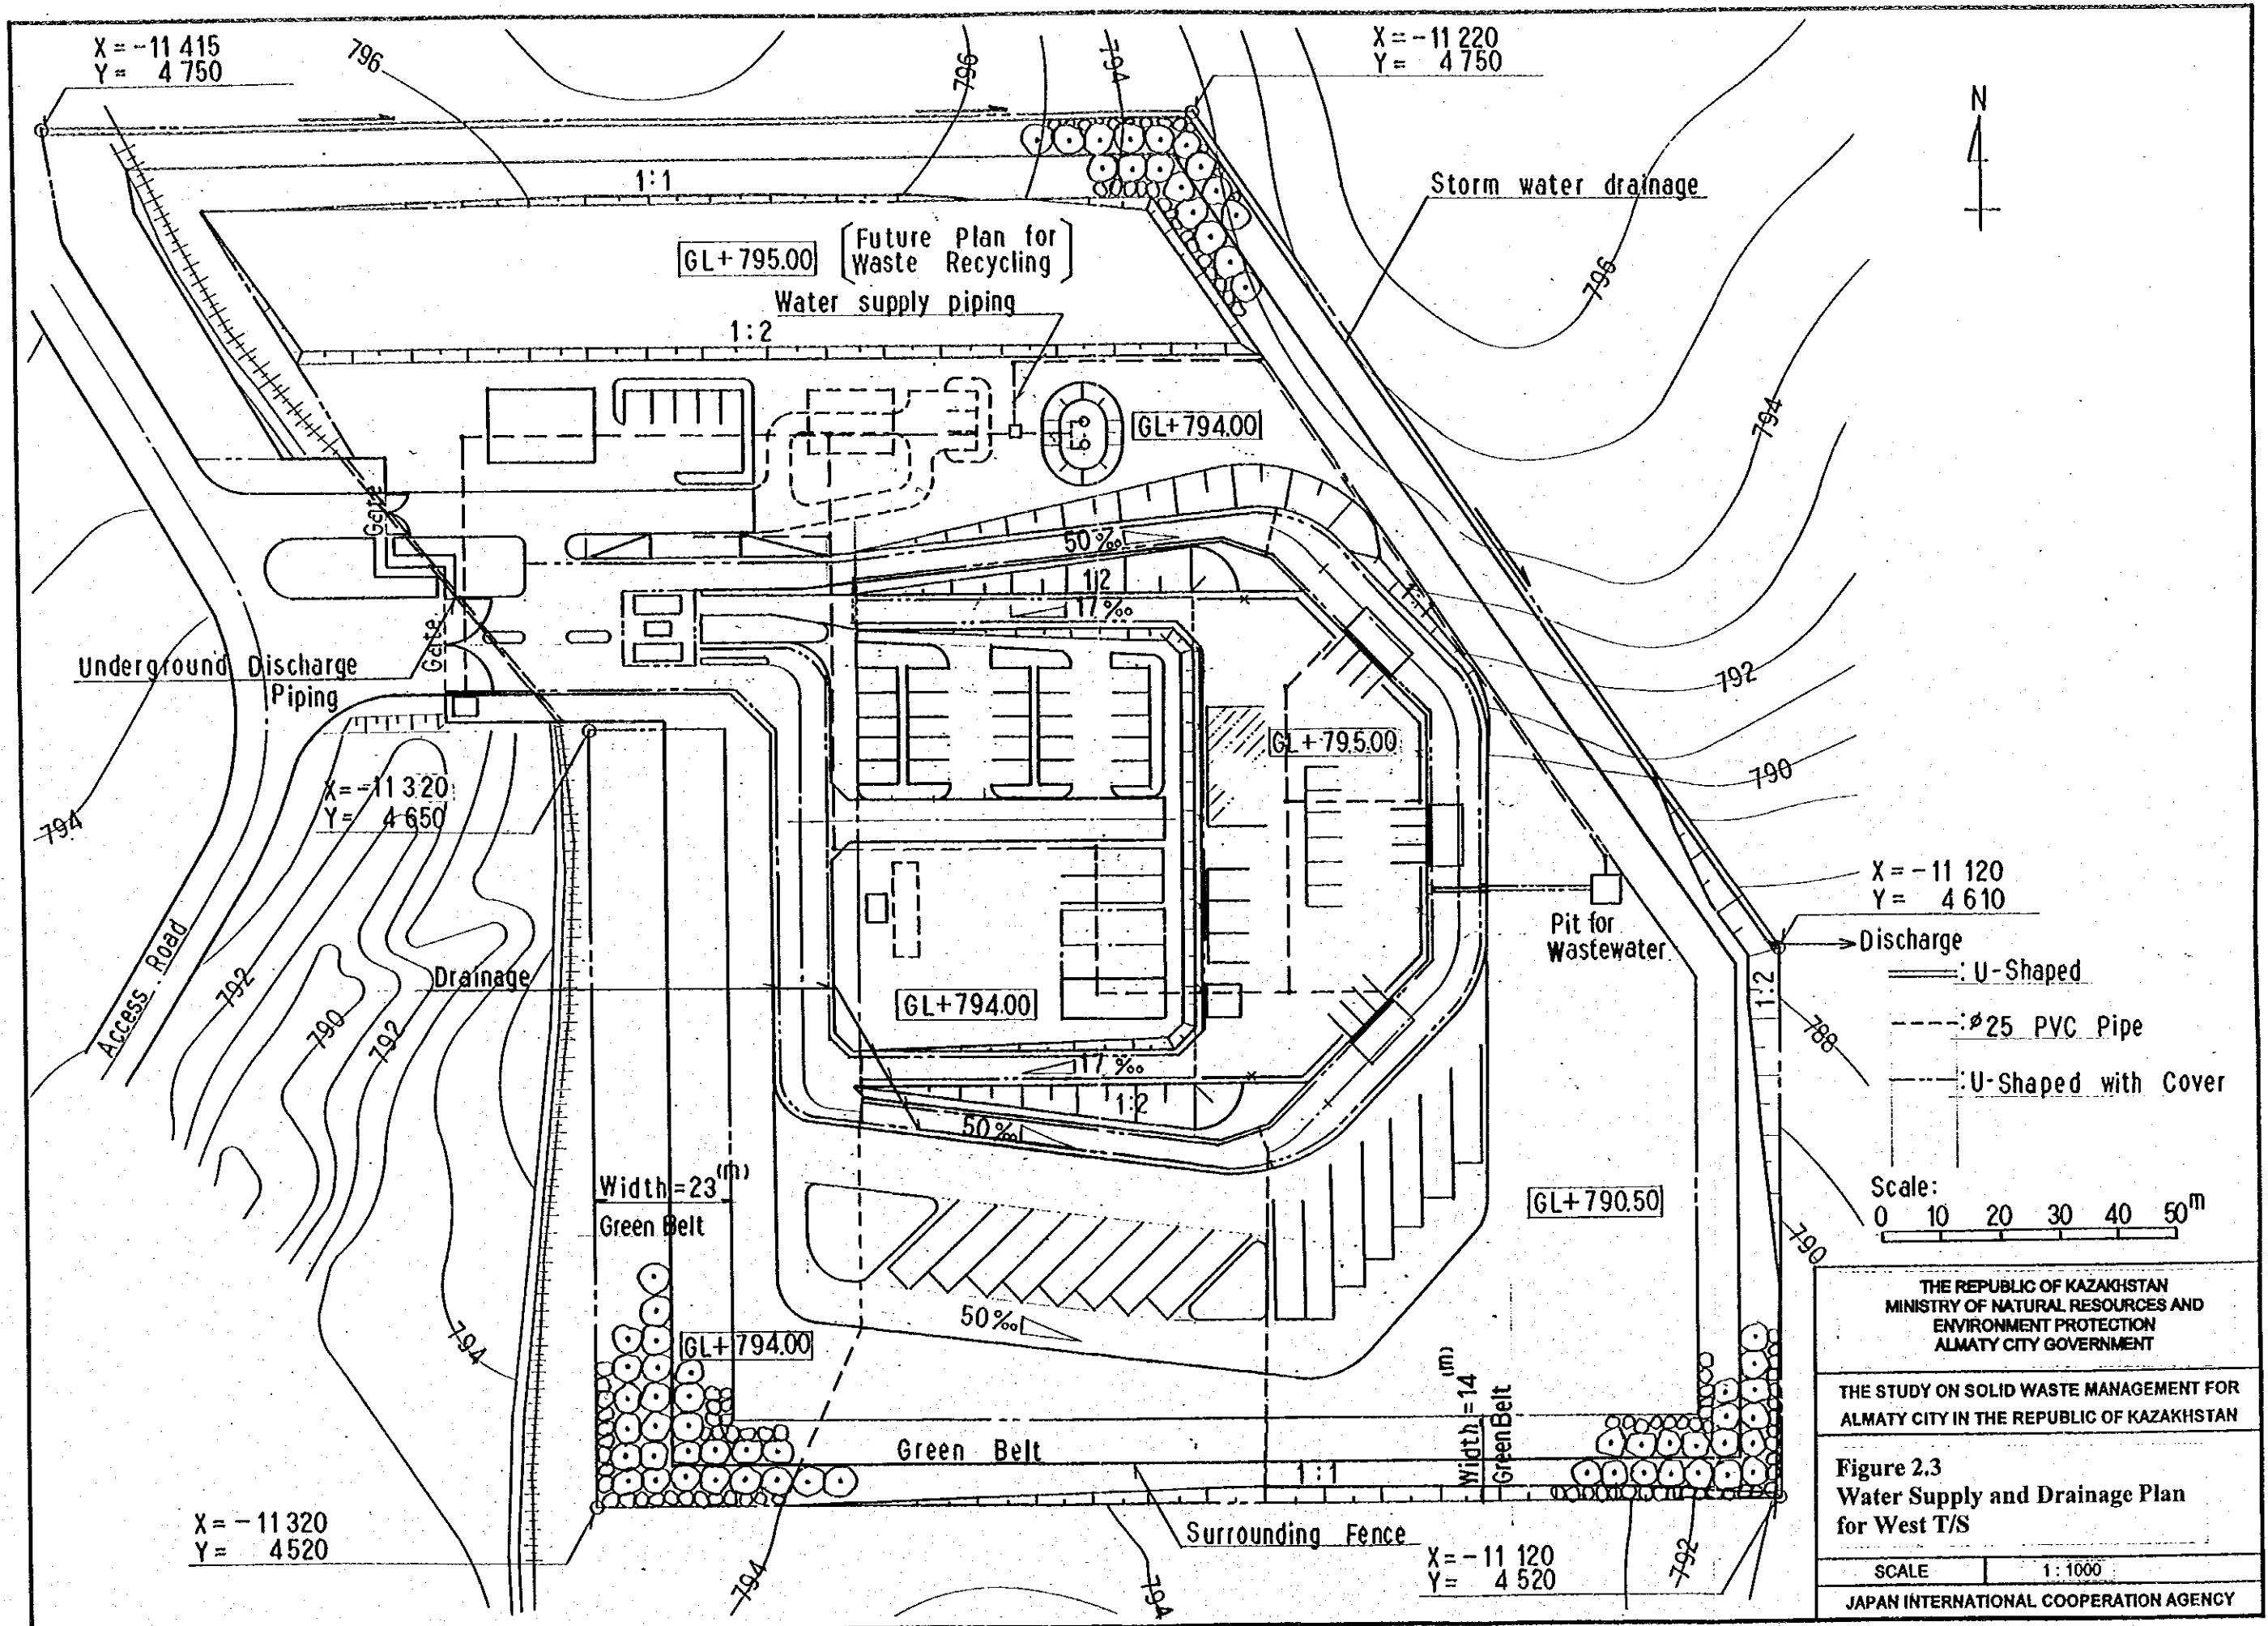 X = -11 415
Y = 4 750
796
796
794
X = -11 220
Y = 4 750
N
1:1
Storm water drainage
GL+795.00
Future Plan for
Waste Recycling
796
Water supply piping
1:2
GL+794.00
794
Gate
50‰
1:2
17‰
Gate
Underground Discharge
Piping
792
GL+795.00
790
X = -11 320
Y = 4 650
794
X = -11 120
Y = 4 610
Pit for
Wastewater
Discharge
Access Road
792
790
792
Drainage
GL+794.00
1:2
: U-Shaped
788
: ø25 PVC Pipe
17‰
: U-Shaped with Cover
1:2
50‰
Width=23(m)
Green Belt
GL+790.50
Scale:
0 10 20 30 40 50m
790
50‰
794
GL+794.00
Width=14(m)
Green Belt
Green Belt
1:1
X = -11 320
Y = 4520
Surrounding Fence
794
794
X = -11 120
Y = 4 520
792
THE REPUBLIC OF KAZAKHSTAN
MINISTRY OF NATURAL RESOURCES AND
ENVIRONMENT PROTECTION
ALMATY CITY GOVERNMENT
THE STUDY ON SOLID WASTE MANAGEMENT FOR
ALMATY CITY IN THE REPUBLIC OF KAZAKHSTAN
Figure 2.3
Water Supply and Drainage Plan
for West T/S
SCALE 1 : 1000
JAPAN INTERNATIONAL COOPERATION AGENCY